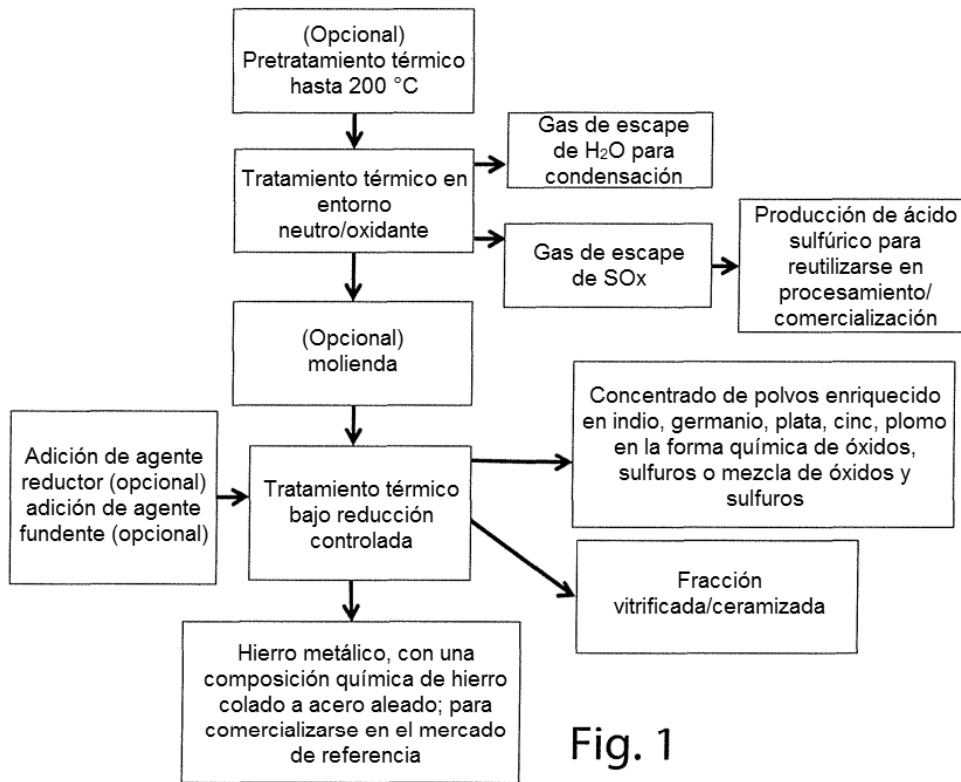 (Opcional)
Pretratamiento térmico
hasta 200 °C
Gas de escape
de H₂O para
condensación
Tratamiento térmico en
entorno
neutro/oxidante
Gas de escape
de SOx
Producción de ácido
sulfúrico para
reutilizarse en
procesamiento/
comercialización
(Opcional)
molienda
Concentrado de polvos enriquecido
en indio, germanio, plata, cinc, plomo
en la forma química de óxidos,
sulfuros o mezcla de óxidos y
sulfuros
Adición de agente
reductor (opcional)
adición de agente
fundente (opcional)
Tratamiento térmico
bajo reducción
controlada
Fracción
vitrificada/ceramizada
Hierro metálico, con una
composición química de hierro
colado a acero aleado; para
comercializarse en el mercado
de referencia
Fig. 1